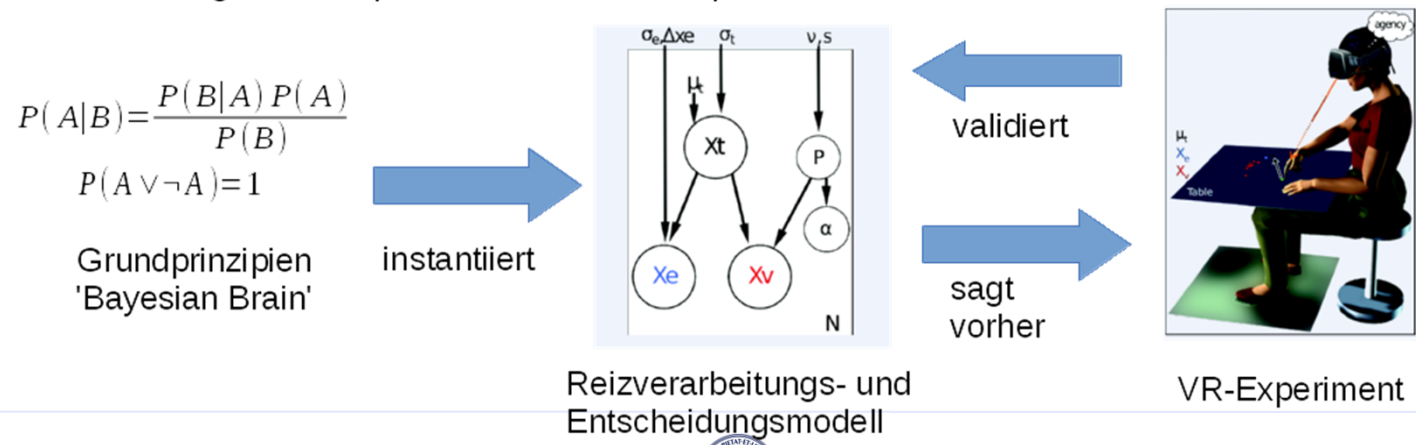 P(A|B)=P(B|A)P(A)/P(B)
P(A∨¬A)=1
Grundprinzipien
'Bayesian Brain'
instantiiert
σe,Δxe σt ν,s
μt
Xt
P
α
Xe
Xv
N
Reizverarbeitungs- und
Entscheidungsmodell
validiert
sagt
vorher
agency
μt
Xe
Xv
Table
VR-Experiment